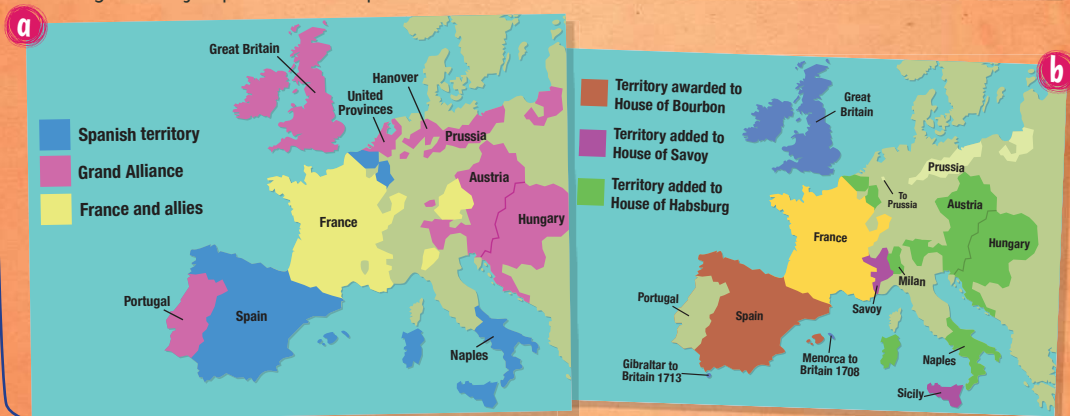 a
Great Britain
Hanover
United
Provinces
Prussia
Spanish territory
Grand Alliance
France and allies
Austria
Hungary
France
Portugal
Spain
Naples
b
Territory awarded to
House of Bourbon
Territory added to
House of Savoy
Territory added to
House of Habsburg
Great
Britain
Prussia
To
Prussia
Austria
Hungary
France
Milan
Savoy
Portugal
Spain
Gibraltar to
Britain 1713
Menorca to
Britain 1708
Naples
Sicily